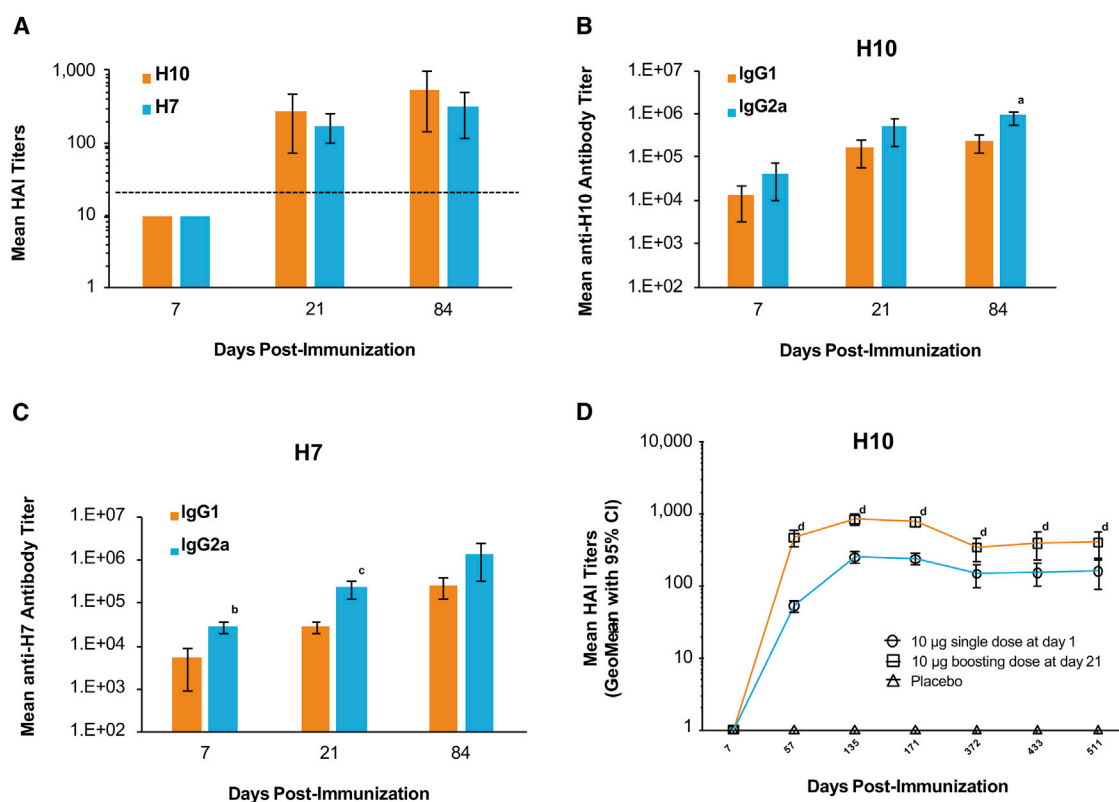 A
H10
H7
1,000
100
10
1
Mean HAI Titers
7
21
84
Days Post-Immunization
B
H10
IgG1
IgG2a
1.E+07
1.E+06
1.E+05
1.E+04
1.E+03
1.E+02
Mean anti-H10 Antibody Titer
a
7
21
84
Days Post-Immunization
C
H7
IgG1
IgG2a
1.E+07
1.E+06
1.E+05
1.E+04
1.E+03
1.E+02
Mean anti-H7 Antibody Titer
b
c
7
21
84
Days Post-Immunization
D
H10
10,000
1,000
100
10
1
Mean HAI Titers
(GeoMean with 95% CI)
d
d
d
d
d
d
10 µg single dose at day 1
10 µg boosting dose at day 21
Placebo
7
57
135
171
372
433
511
Days Post-Immunization